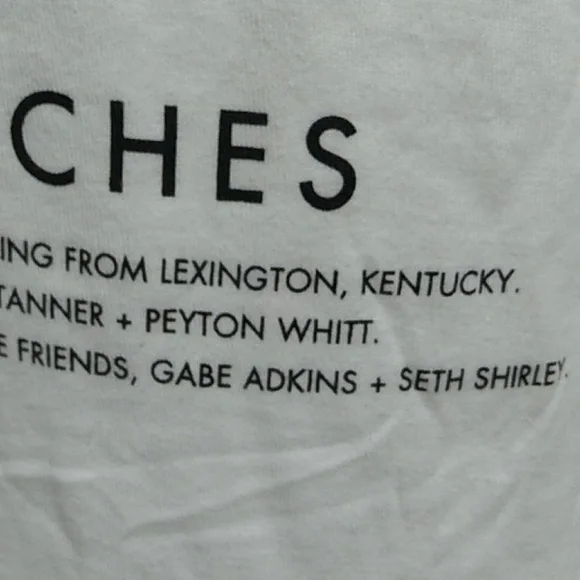 CHES
ING FROM LEXINGTON, KENTUCKY.
TANNER + PEYTON WHITT.
E FRIENDS, GABE ADKINS + SETH SHIRLEY.